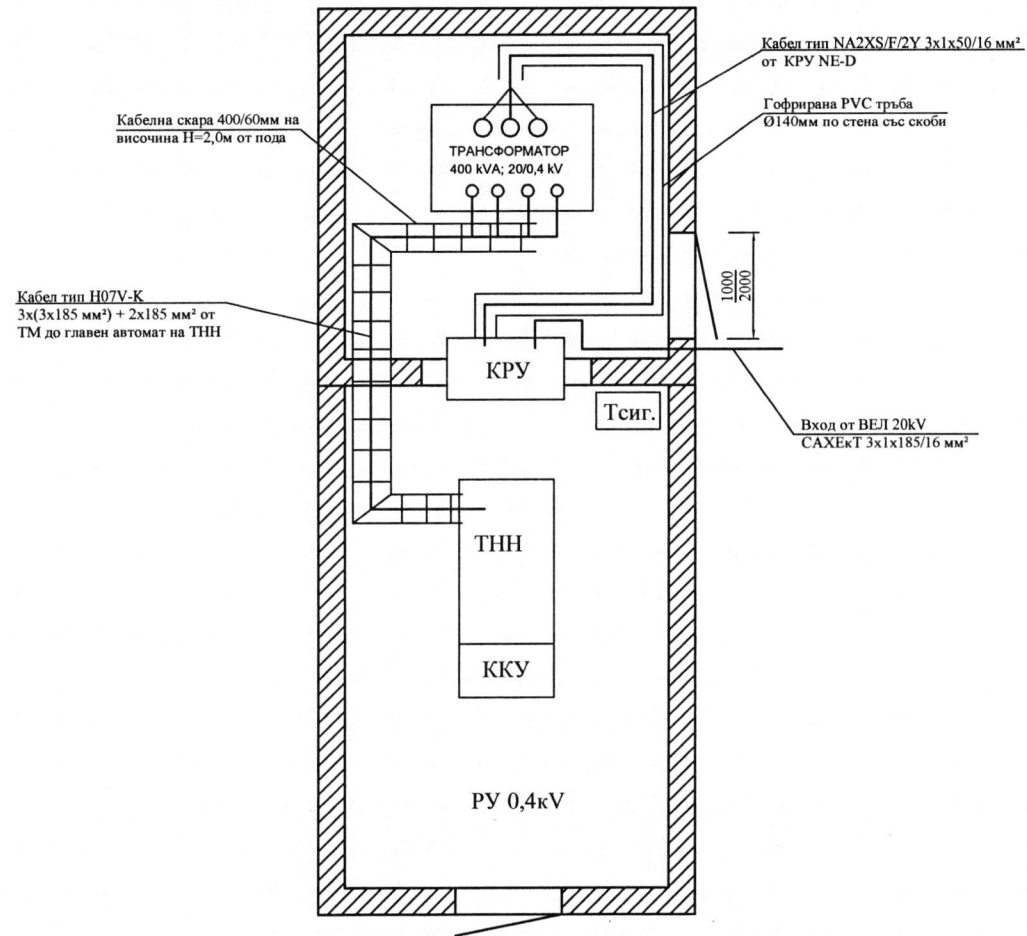 Кабел тип NA2XS/F/2Y 3x1x50/16 мм²
от КРУ NE-D
Гофрирана PVC тръба
Ø140мм по стена със скоби
Кабелна скара 400/60мм на
височина H=2,0м от пода
ТРАНСФОРМАТОР
400 kVA; 20/0,4 kV
1000
2000
Кабел тип H07V-K
3x(3x185 мм²) + 2x185 мм² от
ТМ до главен автомат на ТНН
КРУ
Тсиг.
Вход от ВЕЛ 20kV
САХЕкТ 3x1x185/16 мм²
ТНН
ККУ
РУ 0,4кV